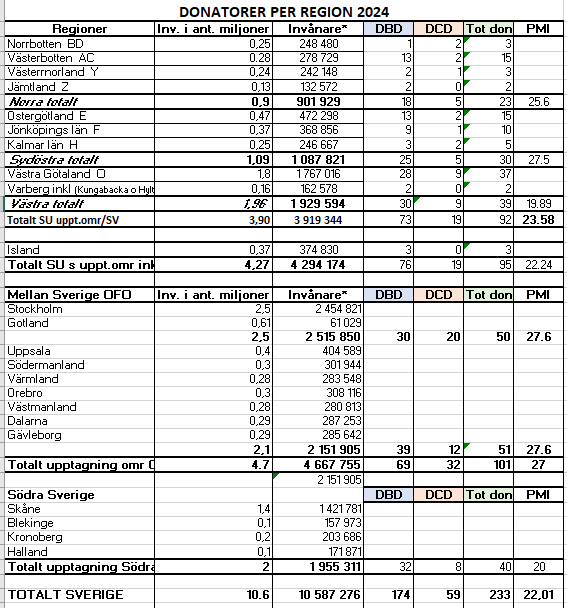 DONATORER PER REGION 2024
Regioner Inv. i ant. miljoner Invånare* DBD DCD Tot don PMI
Norrbotten BD 0,25 248 480 1 2 3
Västerbotten AC 0.28 278 729 13 2 15
Västerrnorland Y 0,24 242 148 2 1 3
Jämtland Z 0,13 132 572 2 0 2
Norra totalt 0,9 901 929 18 5 23 25.6
Östergötland E 0,47 472 298 13 2 15
Jönköpings län F 0,37 368 856 9 1 10
Kalmar län H 0,25 246 667 3 2 5
Sydöstra totalt 1,09 1 087 821 25 5 30 27.5
Västra Götaland O 1,8 1 767 016 28 9 37
Varberg inkl (Kungabacka o Hylt 0,16 162 578 2 0 2
Västra totalt 1,96 1 929 594 30 9 39 19.89
Totalt SU uppt.omr/SV 3,90 3 919 344 73 19 92 23.58
Island 0,37 374 830 3 0 3
Totalt SU s uppt.omr ink 4,27 4 294 174 76 19 95 22.24
Mellan Sverige OFO Inv. i ant. miljoner Invånare* DBD DCD Tot don PMI
Stockholm 2,5 2 454 821
Gotland 0,61 61 029
2,5 2 515 850 30 20 50 27.6
Uppsala 0,4 404 589
Södermanland 0,3 301 944
Värmland 0,28 283 548
Örebro 0,3 308 116
Västmanland 0,28 280 813
Dalarna 0,29 287 253
Gävleborg 0,29 285 642
2,1 2 151 905 39 12 51 27.6
Totalt upptagning omr 4.7 4 667 755 69 32 101 27
2 151 905
Södra Sverige DBD DCD Tot don PMI
Skåne 1,4 1 421 781
Blekinge 0,1 157 973
Kronoberg 0,2 203 686
Halland 0,1 171 871
Totalt upptagning Södra 2 1 955 311 32 8 40 20
TOTALT SVERIGE 10.6 10 587 276 174 59 233 22,01